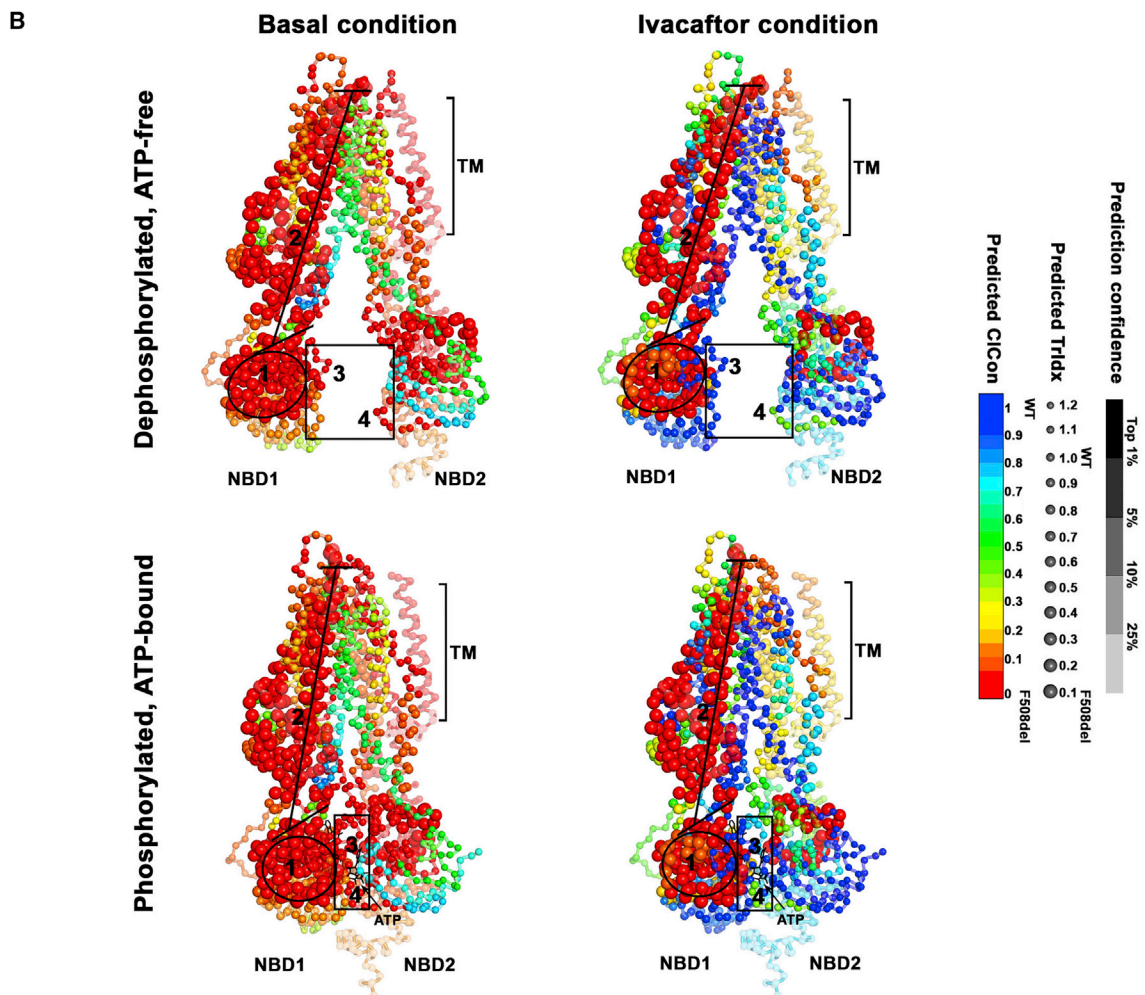 B
Basal condition
Ivacaftor condition
Dephosphorylated, ATP-free
TM
2
1
3
4
NBD1
NBD2
TM
2
1
3
4
NBD1
NBD2
Phosphorylated, ATP-bound
TM
2
1
3
4
ATP
NBD1
NBD2
TM
2
1
3
4
ATP
NBD1
NBD2
Predicted ClCon
1 WT
0.9
0.8
0.7
0.6
0.5
0.4
0.3
0.2
0.1
0 F508del
Predicted TrIdx
1.2
1.1
1.0 WT
0.9
0.8
0.7
0.6
0.5
0.4
0.3
0.2
0.1 F508del
Prediction confidence
Top 1%
5%
10%
25%